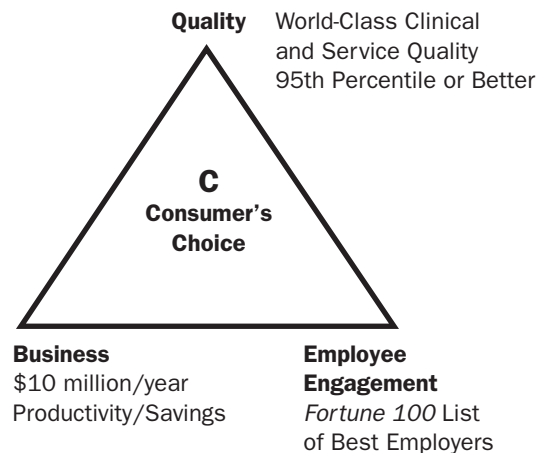 Quality World-Class Clinical
and Service Quality
95th Percentile or Better
C
Consumer’s
Choice
Business
$10 million/year
Productivity/Savings
Employee
Engagement
Fortune 100 List
of Best Employers